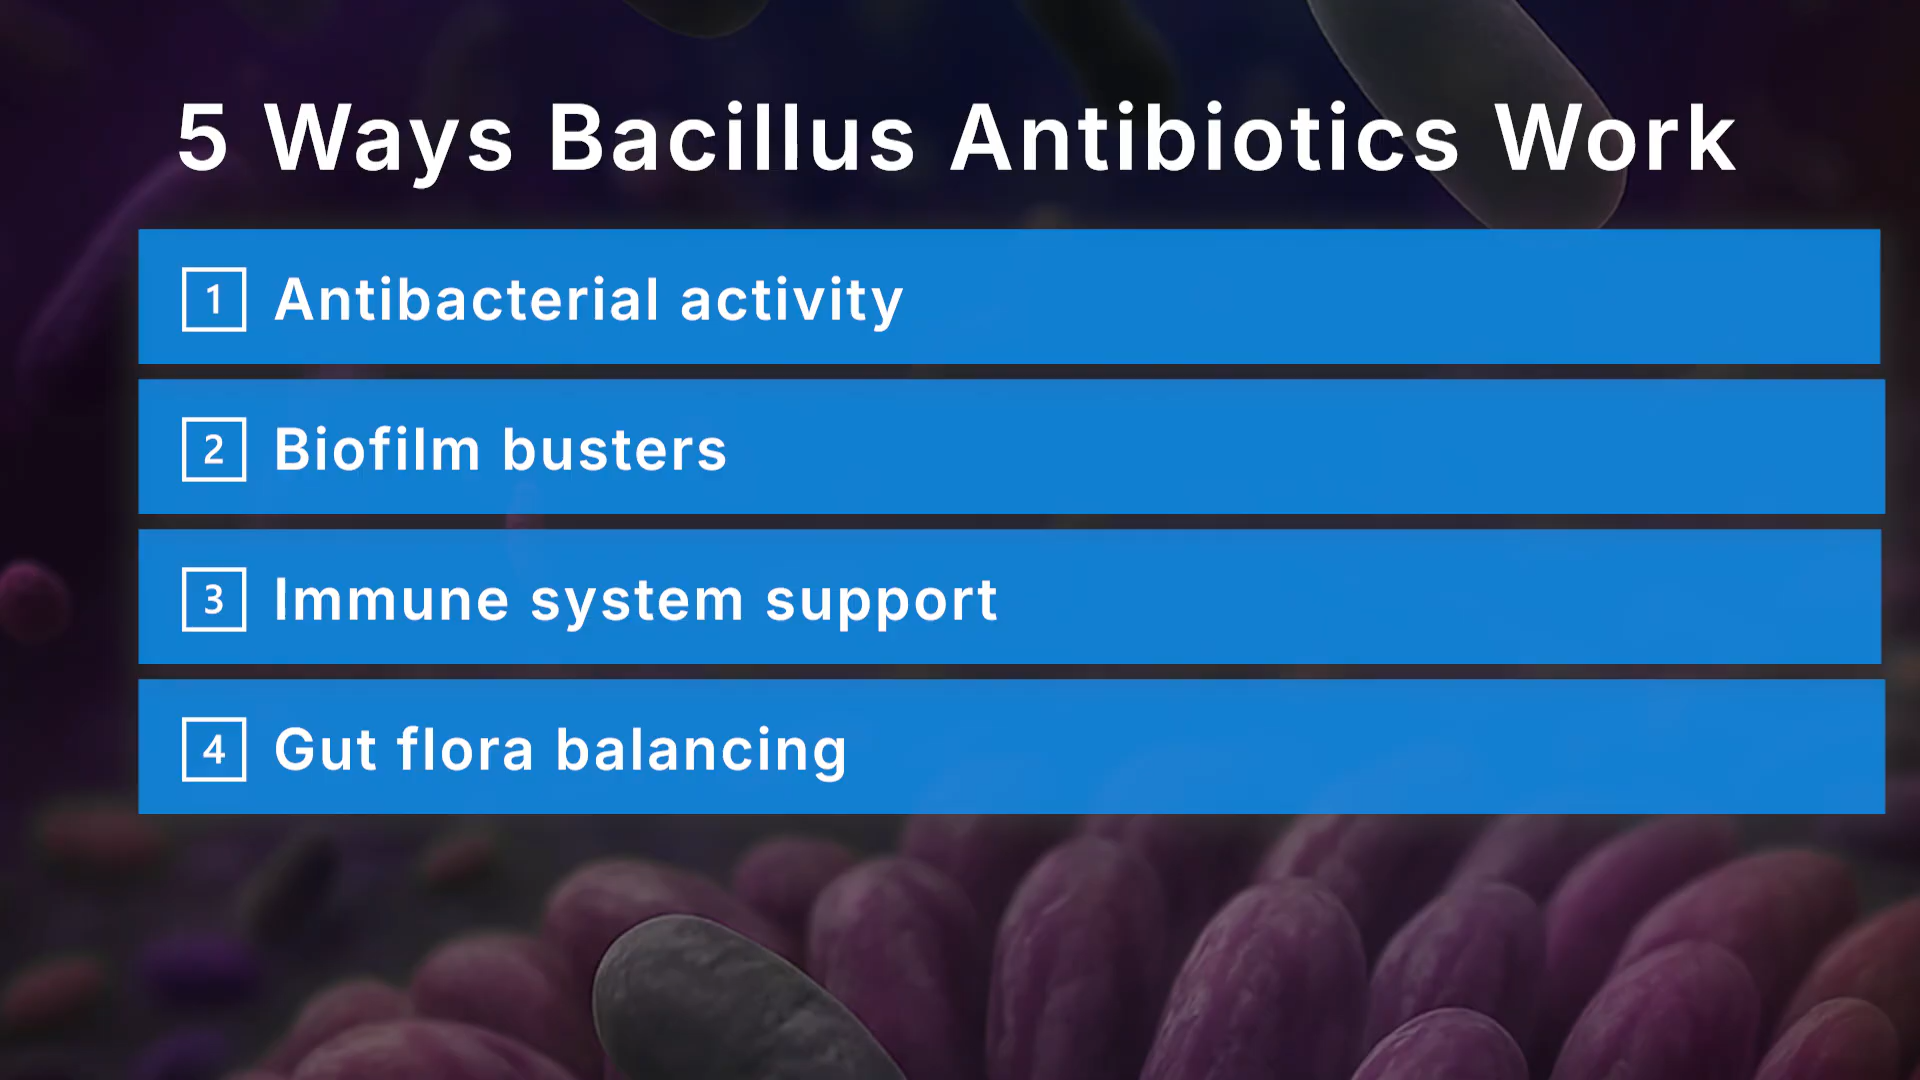 5 Ways Bacillus Antibiotics Work
1 Antibacterial activity
2 Biofilm busters
3 Immune system support
4 Gut flora balancing